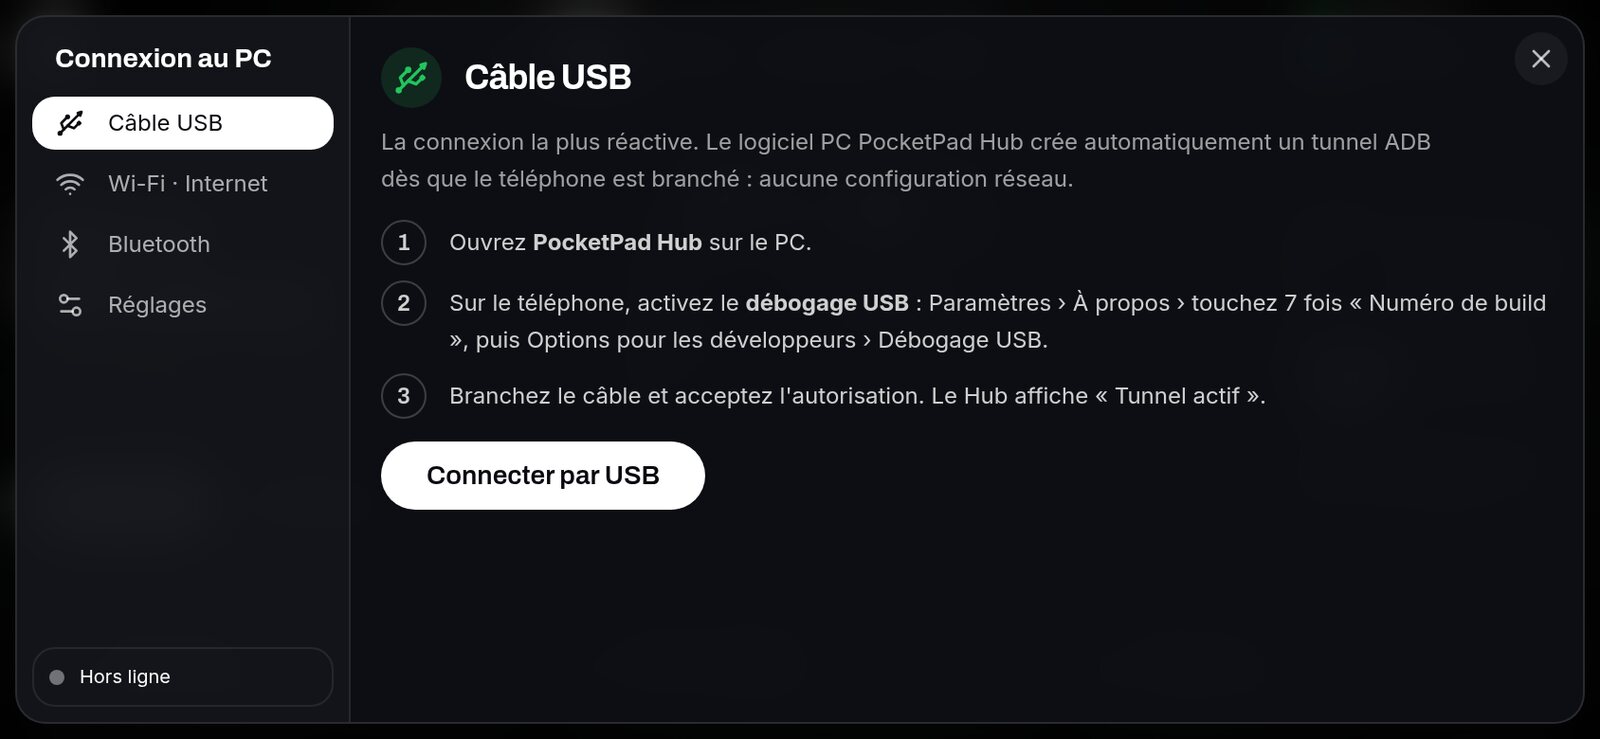 Connexion au PC
Câble USB
Wi-Fi · Internet
Bluetooth
Réglages
Hors ligne
Câble USB
La connexion la plus réactive. Le logiciel PC PocketPad Hub crée automatiquement un tunnel ADB
dès que le téléphone est branché : aucune configuration réseau.
1 Ouvrez PocketPad Hub sur le PC.
2 Sur le téléphone, activez le débogage USB : Paramètres › À propos › touchez 7 fois « Numéro de build
», puis Options pour les développeurs › Débogage USB.
3 Branchez le câble et acceptez l'autorisation. Le Hub affiche « Tunnel actif ».
Connecter par USB